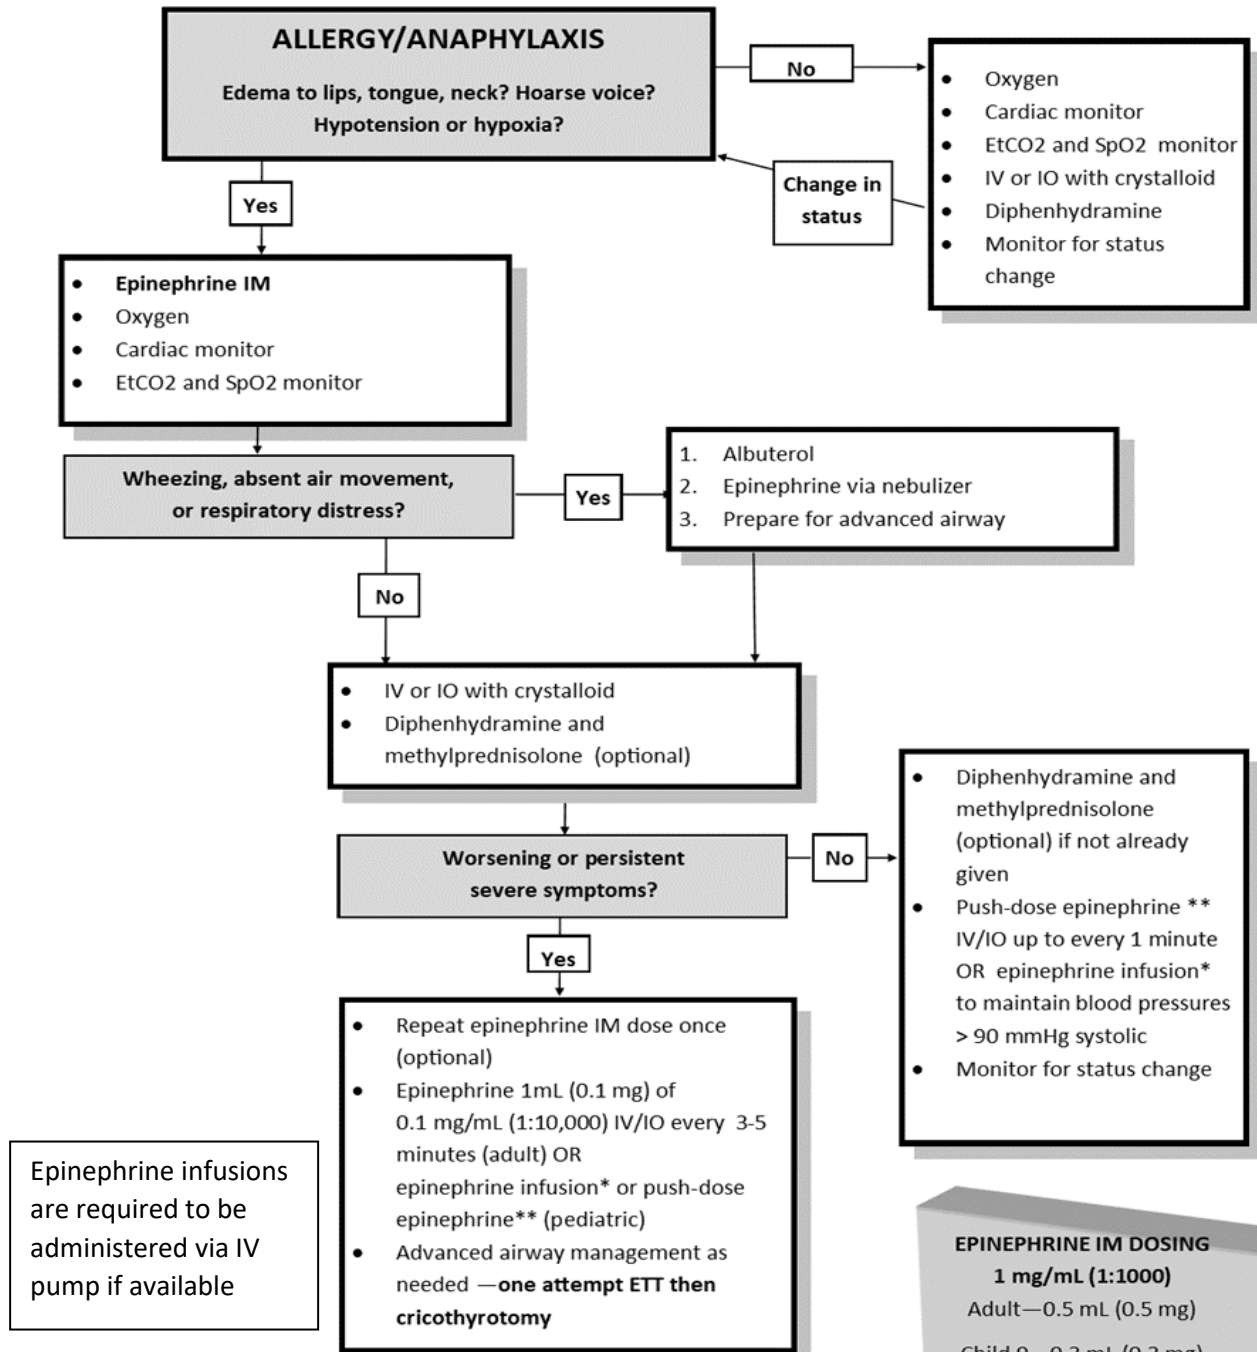 ALLERGY/ANAPHYLAXIS
Edema to lips, tongue, neck? Hoarse voice?
Hypotension or hypoxia?
No
• Oxygen
• Cardiac monitor
• EtCO2 and SpO2 monitor
• IV or IO with crystalloid
• Diphenhydramine
• Monitor for status
change
Change in
status
Yes
• Epinephrine IM
• Oxygen
• Cardiac monitor
• EtCO2 and SpO2 monitor
Wheezing, absent air movement,
or respiratory distress?
Yes
1. Albuterol
2. Epinephrine via nebulizer
3. Prepare for advanced airway
No
• IV or IO with crystalloid
• Diphenhydramine and
methylprednisolone (optional)
Worsening or persistent
severe symptoms?
No
• Diphenhydramine and
methylprednisolone
(optional) if not already
given
• Push-dose epinephrine **
IV/IO up to every 1 minute
OR epinephrine infusion*
to maintain blood pressures
> 90 mmHg systolic
• Monitor for status change
Yes
• Repeat epinephrine IM dose once
(optional)
• Epinephrine 1mL (0.1 mg) of
0.1 mg/mL (1:10,000) IV/IO every 3-5
minutes (adult) OR
epinephrine infusion* or push-dose
epinephrine** (pediatric)
• Advanced airway management as
needed —one attempt ETT then
cricothyrotomy
Epinephrine infusions
are required to be
administered via IV
pump if available
EPINEPHRINE IM DOSING
1 mg/mL (1:1000)
Adult—0.5 mL (0.5 mg)